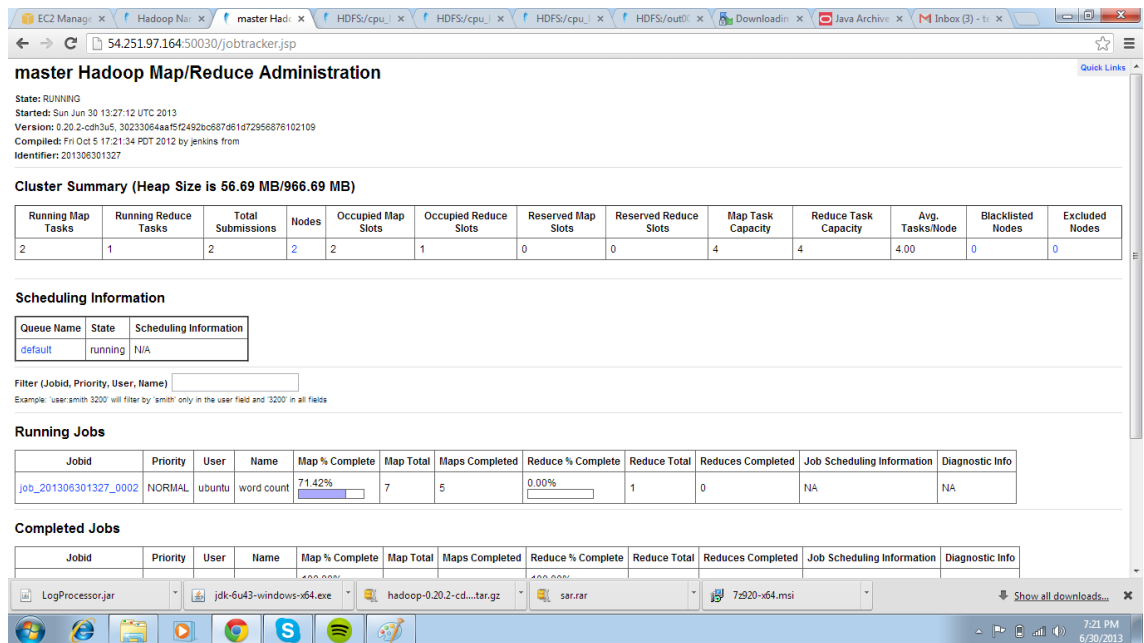 EC2 Manage
Hadoop Nar
master Hado
HDFS:/cpu_
HDFS:/cpu_
HDFS:/cpu_
HDFS:/out0
Downloadin
Java Archive
Inbox (3) - t
54.251.97.164:50030/jobtracker.jsp
master Hadoop Map/Reduce Administration
Quick Links
State: RUNNING
Started: Sun Jun 30 13:27:12 UTC 2013
Version: 0.20.2-cdh3u5, 30233064aaf5f2492bc687d61d72956876102109
Compiled: Fri Oct 5 17:21:34 PDT 2012 by jenkins from
Identifier: 201306301327
Cluster Summary (Heap Size is 56.69 MB/966.69 MB)
Running Map Tasks Running Reduce Tasks Total Submissions Nodes Occupied Map Slots Occupied Reduce Slots Reserved Map Slots Reserved Reduce Slots Map Task Capacity Reduce Task Capacity Avg. Tasks/Node Blacklisted Nodes Excluded Nodes
2 1 2 2 2 1 0 0 4 4 4.00 0 0
Scheduling Information
Queue Name State Scheduling Information
default running N/A
Filter (Jobid, Priority, User, Name)
Example: 'user:smith 3200' will filter by 'smith' only in the user field and '3200' in all fields
Running Jobs
Jobid Priority User Name Map % Complete Map Total Maps Completed Reduce % Complete Reduce Total Reduces Completed Job Scheduling Information Diagnostic Info
job_201306301327_0002 NORMAL ubuntu word count 71.42% 7 5 0.00% 1 0 NA NA
Completed Jobs
Jobid Priority User Name Map % Complete Map Total Maps Completed Reduce % Complete Reduce Total Reduces Completed Job Scheduling Information Diagnostic Info
LogProcessor.jar
jdk-6u43-windows-x64.exe
hadoop-0.20.2-cd....tar.gz
sar.rar
7z920-x64.msi
Show all downloads...
7:21 PM
6/30/2013